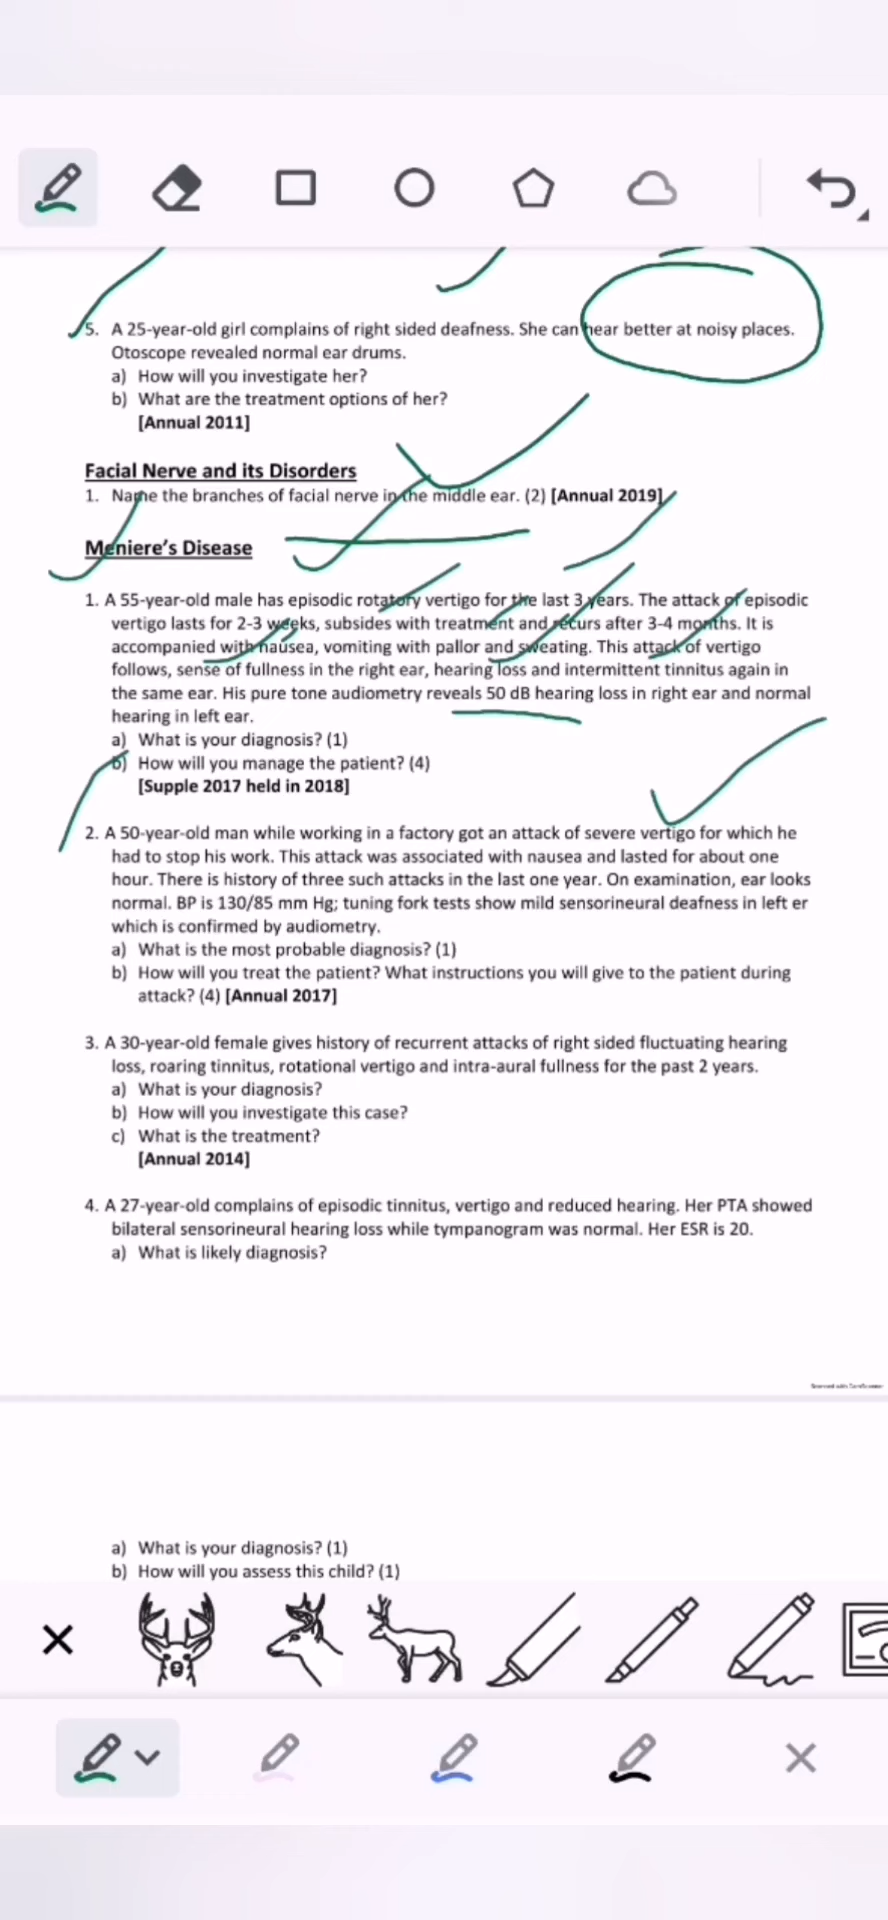 5. A 25-year-old girl complains of right sided deafness. She can hear better at noisy places.
Otoscope revealed normal ear drums.
a) How will you investigate her?
b) What are the treatment options of her?
[Annual 2011]
Facial Nerve and its Disorders
1. Name the branches of facial nerve in the middle ear. (2) [Annual 2019]
Meniere's Disease
1. A 55-year-old male has episodic rotatory vertigo for the last 3 years. The attack of episodic
vertigo lasts for 2-3 weeks, subsides with treatment and recurs after 3-4 months. It is
accompanied with nausea, vomiting with pallor and sweating. This attack of vertigo
follows, sense of fullness in the right ear, hearing loss and intermittent tinnitus again in
the same ear. His pure tone audiometry reveals 50 dB hearing loss in right ear and normal
hearing in left ear.
a) What is your diagnosis? (1)
b) How will you manage the patient? (4)
[Supple 2017 held in 2018]
2. A 50-year-old man while working in a factory got an attack of severe vertigo for which he
had to stop his work. This attack was associated with nausea and lasted for about one
hour. There is history of three such attacks in the last one year. On examination, ear looks
normal. BP is 130/85 mm Hg; tuning fork tests show mild sensorineural deafness in left er
which is confirmed by audiometry.
a) What is the most probable diagnosis? (1)
b) How will you treat the patient? What instructions you will give to the patient during
attack? (4) [Annual 2017]
3. A 30-year-old female gives history of recurrent attacks of right sided fluctuating hearing
loss, roaring tinnitus, rotational vertigo and intra-aural fullness for the past 2 years.
a) What is your diagnosis?
b) How will you investigate this case?
c) What is the treatment?
[Annual 2014]
4. A 27-year-old complains of episodic tinnitus, vertigo and reduced hearing. Her PTA showed
bilateral sensorineural hearing loss while tympanogram was normal. Her ESR is 20.
a) What is likely diagnosis?
a) What is your diagnosis? (1)
b) How will you assess this child? (1)